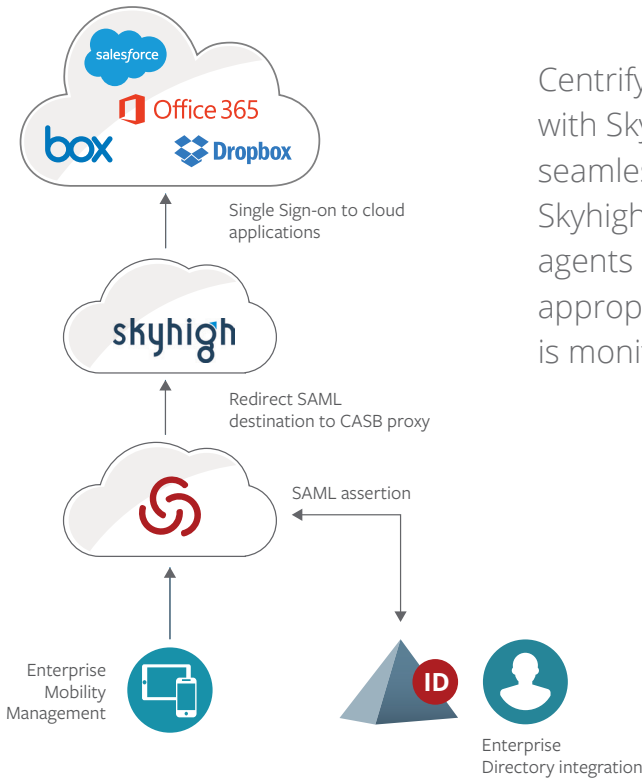 salesforce
Office 365
box
Dropbox
Single Sign-on to cloud
applications
skyhigh
Redirect SAML
destination to CASB proxy
SAML assertion
Enterprise
Mobility
Management
ID
Enterprise
Directory integration
Centrify
with Sky
seamles
Skyhigh
agents
approp
is moni